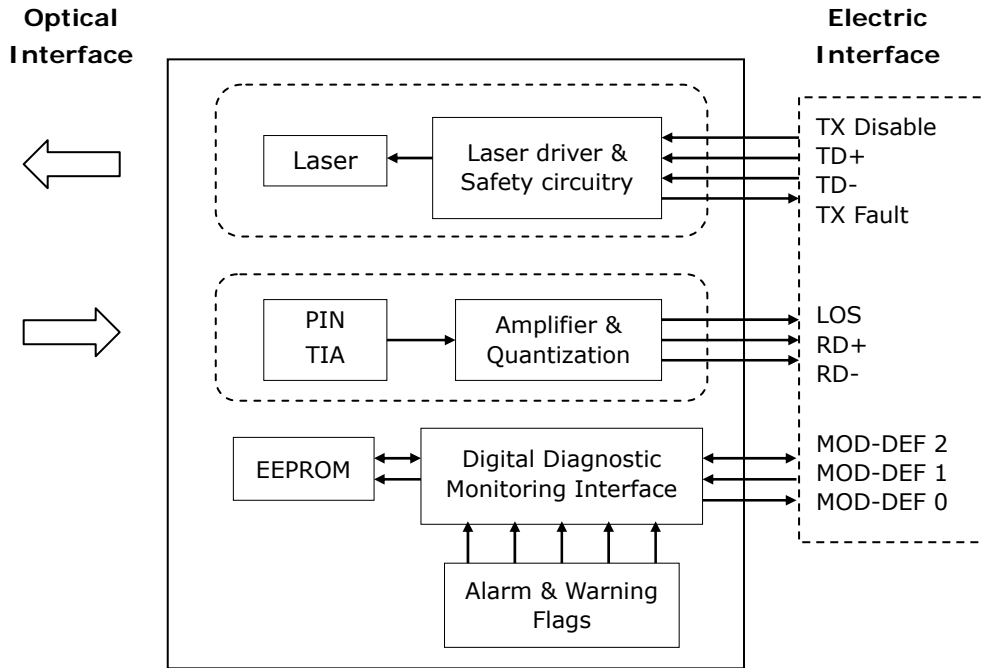 Optical
Interface
Electric
Interface
Laser
Laser driver &
Safety circuitry
TX Disable
TD+
TD-
TX Fault
PIN
TIA
Amplifier &
Quantization
LOS
RD+
RD-
EEPROM
Digital Diagnostic
Monitoring Interface
MOD-DEF 2
MOD-DEF 1
MOD-DEF 0
Alarm & Warning
Flags